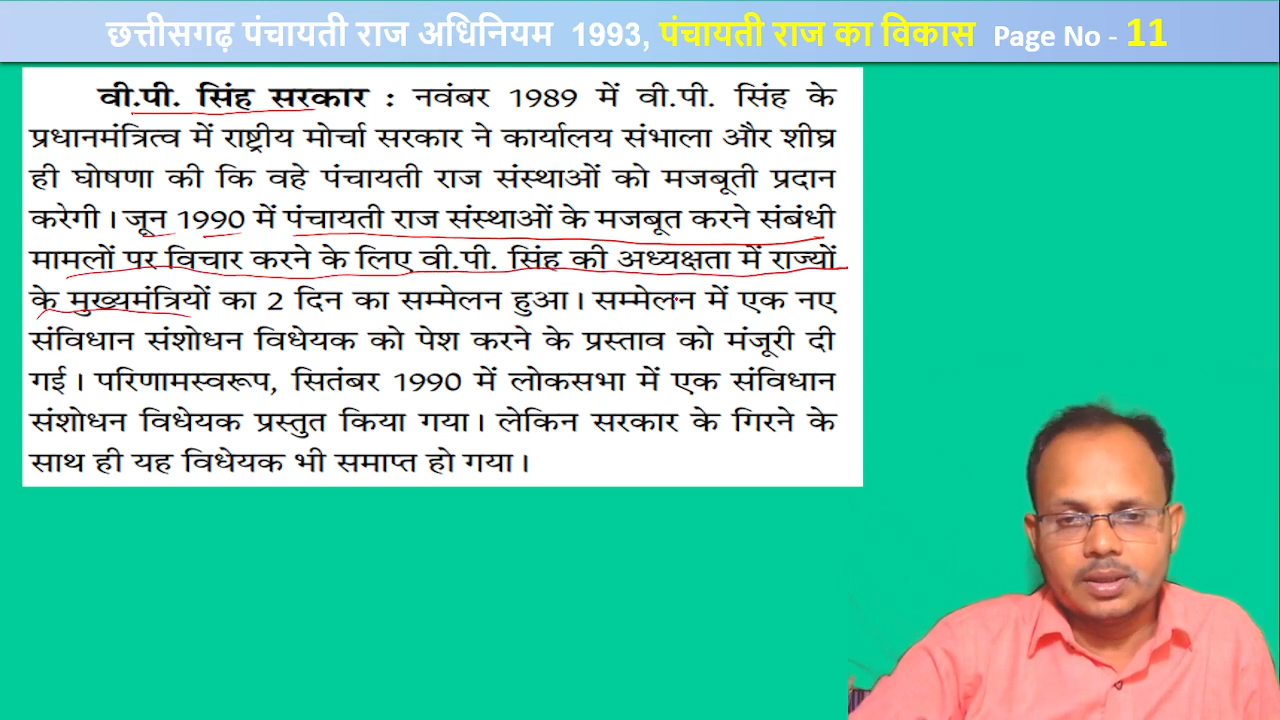 छत्तीसगढ़ पंचायती राज अधिनियम 1993, पंचायती राज का विकास Page No - 11
वी.पी. सिंह सरकार : नवंबर 1989 में वी.पी. सिंह के
प्रधानमंत्रित्व में राष्ट्रीय मोर्चा सरकार ने कार्यालय संभाला और शीघ्र
ही घोषणा की कि वहे पंचायती राज संस्थाओं को मजबूती प्रदान
करेगी। जून 1990 में पंचायती राज संस्थाओं के मजबूत करने संबंधी
मामलों पर विचार करने के लिए वी.पी. सिंह की अध्यक्षता में राज्यों
के मुख्यमंत्रियों का 2 दिन का सम्मेलन हुआ। सम्मेलन में एक नए
संविधान संशोधन विधेयक को पेश करने के प्रस्ताव को मंजूरी दी
गई। परिणामस्वरूप, सितंबर 1990 में लोकसभा में एक संविधान
संशोधन विधेयक प्रस्तुत किया गया। लेकिन सरकार के गिरने के
साथ ही यह विधेयक भी समाप्त हो गया।